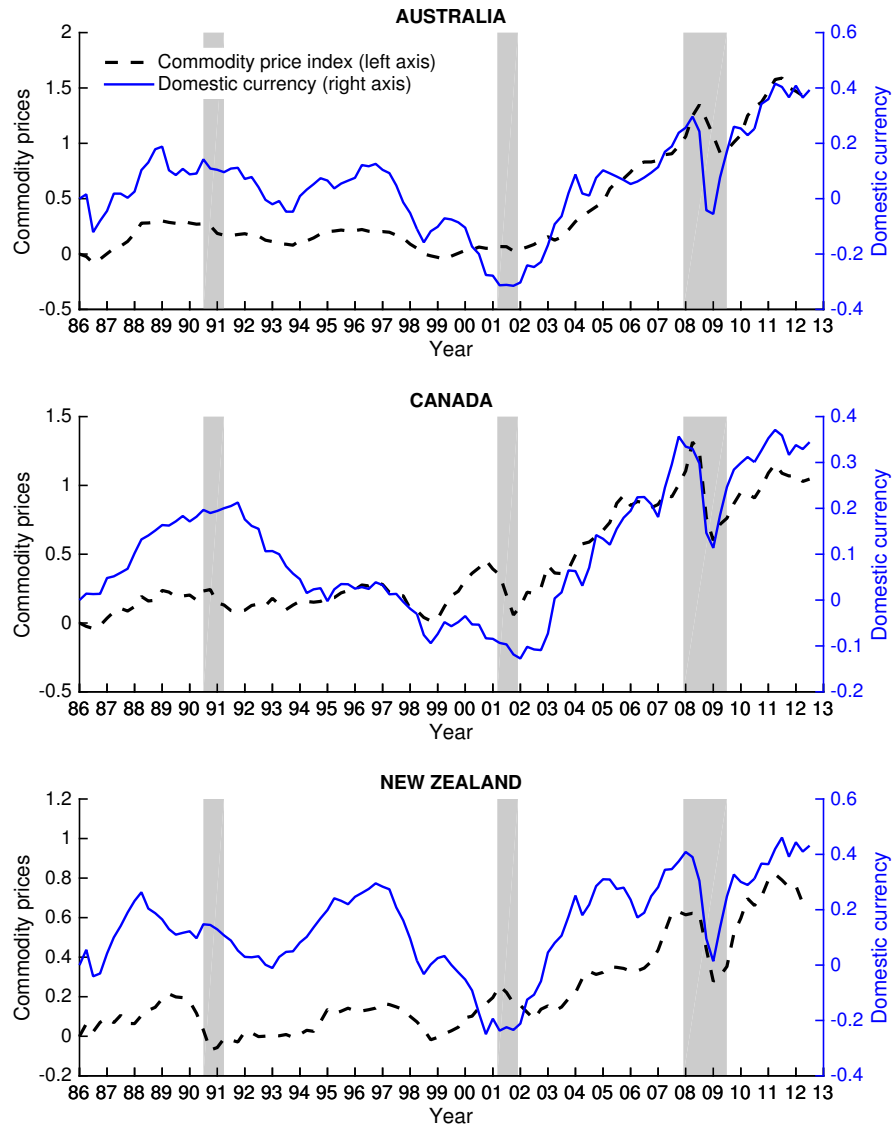 AUSTRALIA
Commodity price index (left axis)
Domestic currency (right axis)
2
1.5
1
0.5
0
-0.5
Commodity prices
0.6
0.4
0.2
0
-0.2
-0.4
Domestic currency
86 87 88 89 90 91 92 93 94 95 96 97 98 99 00 01 02 03 04 05 06 07 08 09 10 11 12 13
Year
CANADA
1.5
1
0.5
0
-0.5
Commodity prices
0.4
0.3
0.2
0.1
0
-0.1
-0.2
Domestic currency
86 87 88 89 90 91 92 93 94 95 96 97 98 99 00 01 02 03 04 05 06 07 08 09 10 11 12 13
Year
NEW ZEALAND
1.2
1
0.8
0.6
0.4
0.2
0
-0.2
Commodity prices
0.6
0.4
0.2
0
-0.2
-0.4
Domestic currency
86 87 88 89 90 91 92 93 94 95 96 97 98 99 00 01 02 03 04 05 06 07 08 09 10 11 12 13
Year